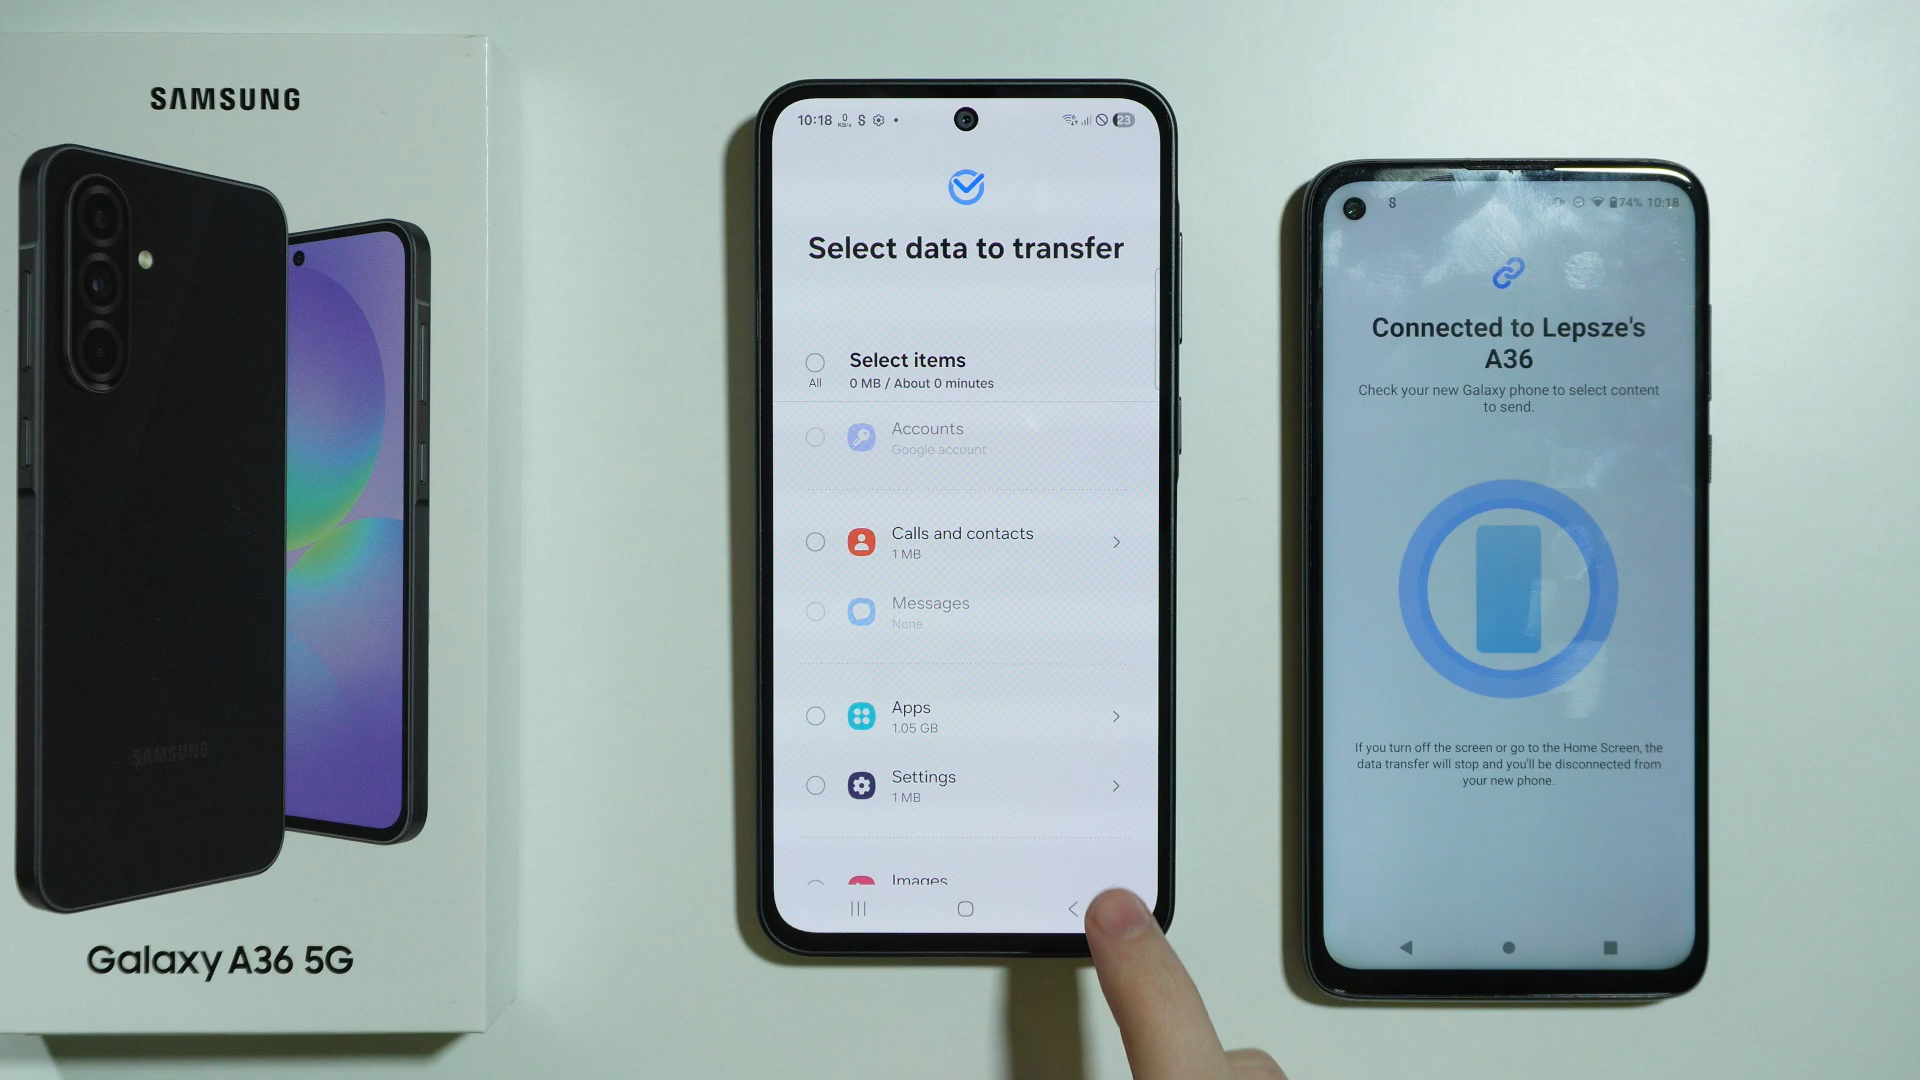 SAMSUNG
SAMSUNG
Galaxy A36 5G
10:18 0 KB/s S 23
Select data to transfer
Select items
All
0 MB / About 0 minutes
Accounts
Google account
Calls and contacts
1 MB
Messages
None
Apps
1.05 GB
Settings
1 MB
Images
S 74% 10:18
Connected to Lepsze's
A36
Check your new Galaxy phone to select content
to send.
If you turn off the screen or go to the Home Screen, the
data transfer will stop and you'll be disconnected from
your new phone.